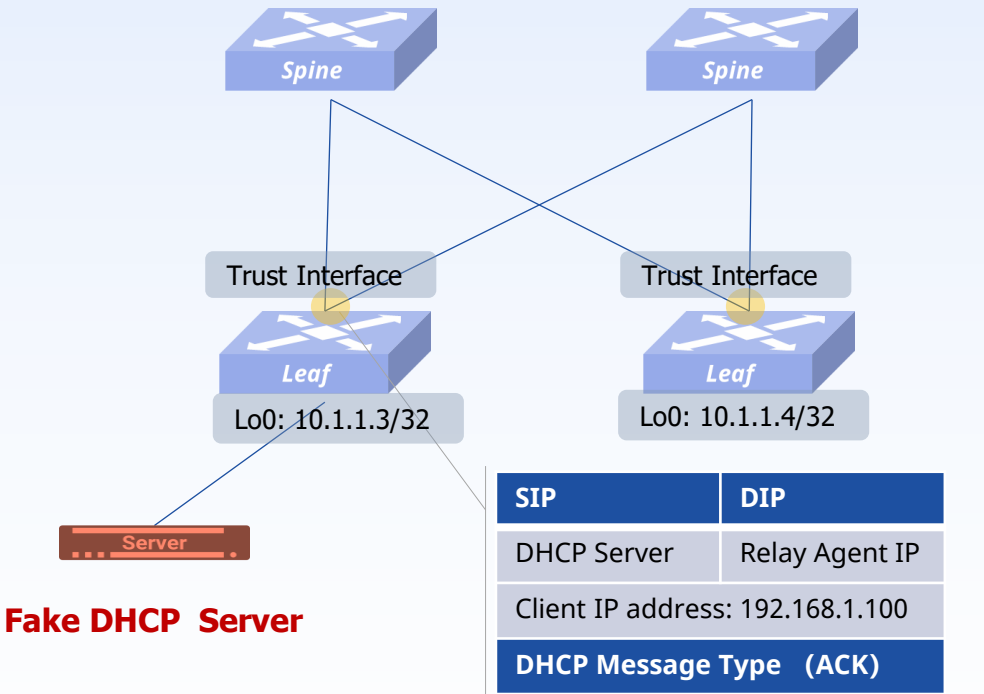 Spine
Spine
Trust Interface
Trust Interface
Leaf
Leaf
Lo0: 10.1.1.3/32
Lo0: 10.1.1.4/32
Server
Fake DHCP Server
SIP DIP
DHCP Server Relay Agent IP
Client IP address: 192.168.1.100
DHCP Message Type （ACK）